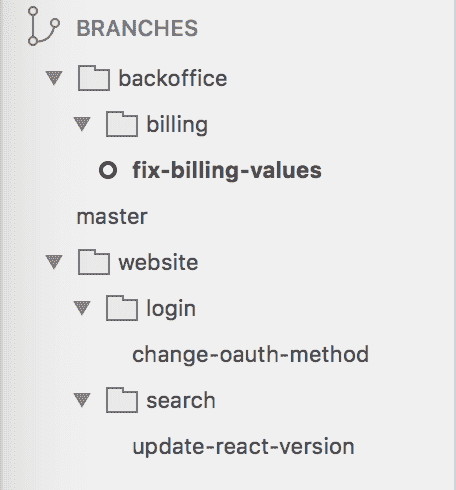 BRANCHES
backoffice
billing
fix-billing-values
master
website
login
change-oauth-method
search
update-react-version